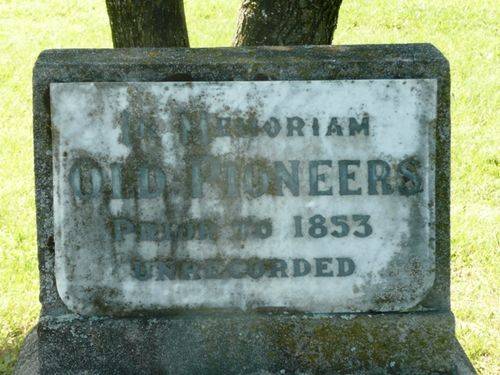 In Memoriam
Old Pioneers
Prior to 1853
Unrecorded